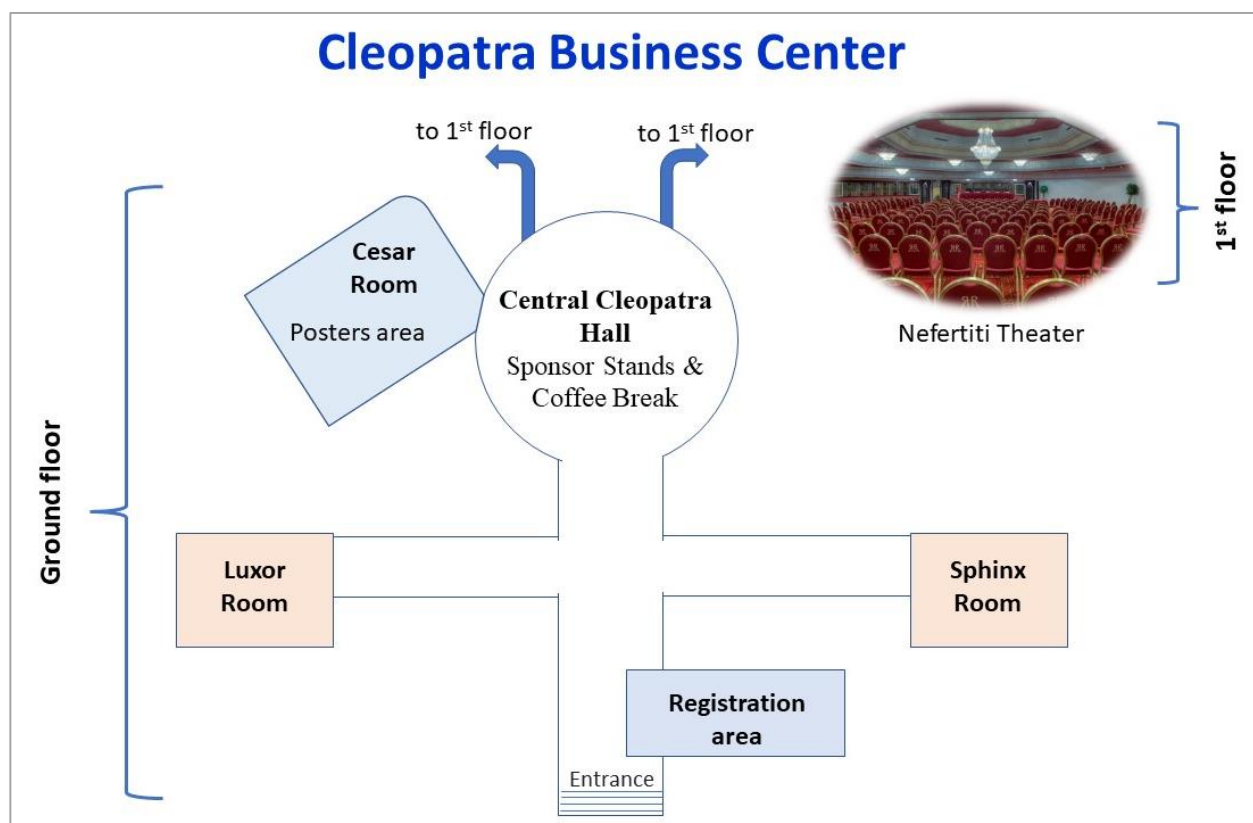 Cleopatra Business Center
to 1st floor
to 1st floor
1st floor
Cesar
Room
Posters area
Central Cleopatra
Hall
Sponsor Stands &
Coffee Break
Nefertiti Theater
Ground floor
Luxor
Room
Sphinx
Room
Registration
area
Entrance